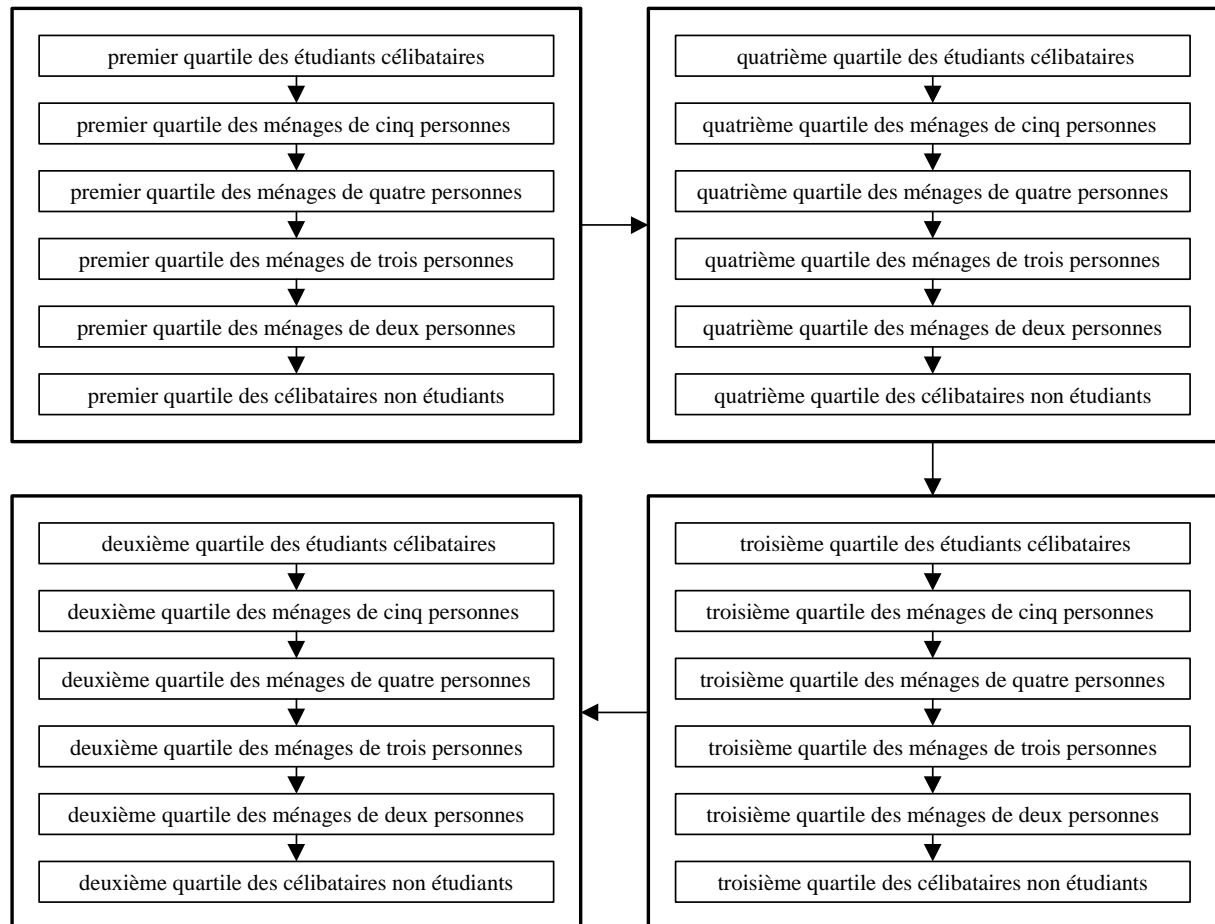 premier quartile des étudiants célibataires
premier quartile des ménages de cinq personnes
premier quartile des ménages de quatre personnes
premier quartile des ménages de trois personnes
premier quartile des ménages de deux personnes
premier quartile des célibataires non étudiants
quatrième quartile des étudiants célibataires
quatrième quartile des ménages de cinq personnes
quatrième quartile des ménages de quatre personnes
quatrième quartile des ménages de trois personnes
quatrième quartile des ménages de deux personnes
quatrième quartile des célibataires non étudiants
troisième quartile des étudiants célibataires
troisième quartile des ménages de cinq personnes
troisième quartile des ménages de quatre personnes
troisième quartile des ménages de trois personnes
troisième quartile des ménages de deux personnes
troisième quartile des célibataires non étudiants
deuxième quartile des étudiants célibataires
deuxième quartile des ménages de cinq personnes
deuxième quartile des ménages de quatre personnes
deuxième quartile des ménages de trois personnes
deuxième quartile des ménages de deux personnes
deuxième quartile des célibataires non étudiants